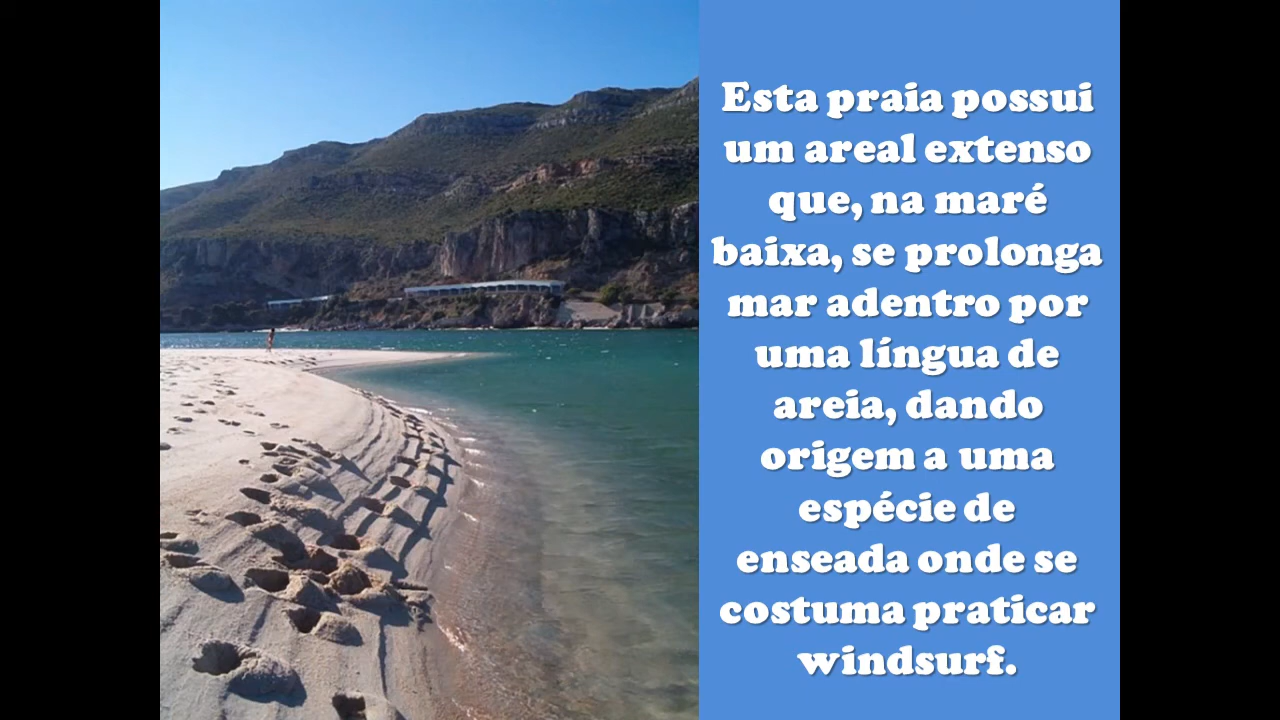 Esta praia possui
um areal extenso
que, na maré
baixa, se prolonga
mar adentro por
uma língua de
areia, dando
origem a uma
espécie de
enseada onde se
costuma praticar
windsurf.